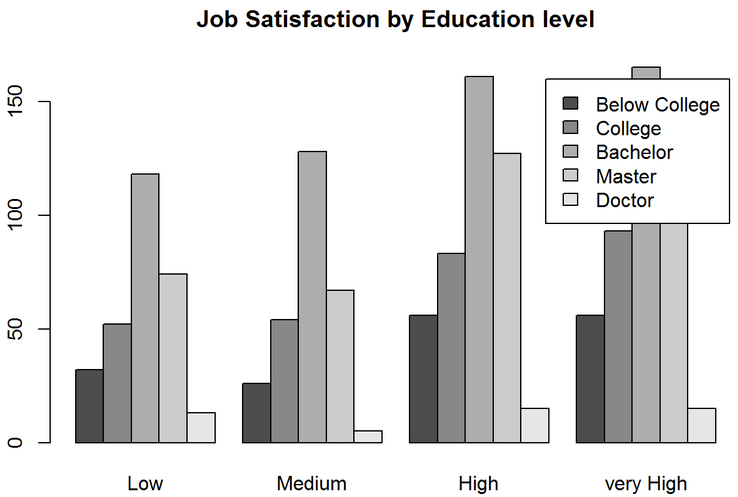 Job Satisfaction by Education level
150
100
50
0
Below College
College
Bachelor
Master
Doctor
Low
Medium
High
very High